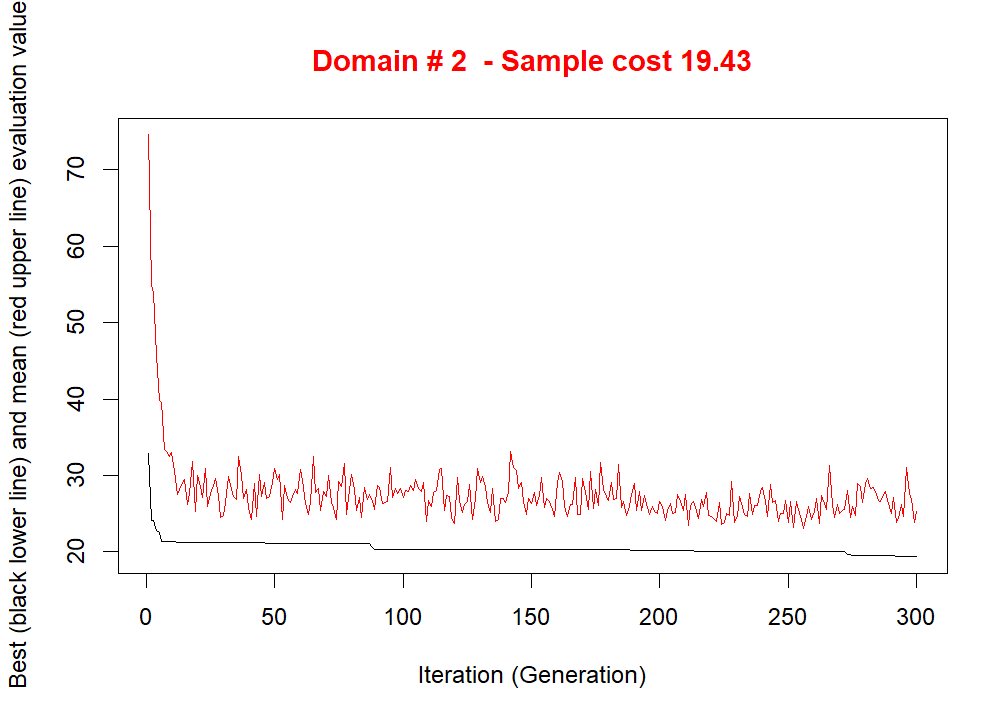 Domain # 2  - Sample cost 19.43
Best (black lower line) and mean (red upper line) evaluation value
70
60
50
40
30
20
0 50 100 150 200 250 300
Iteration (Generation)